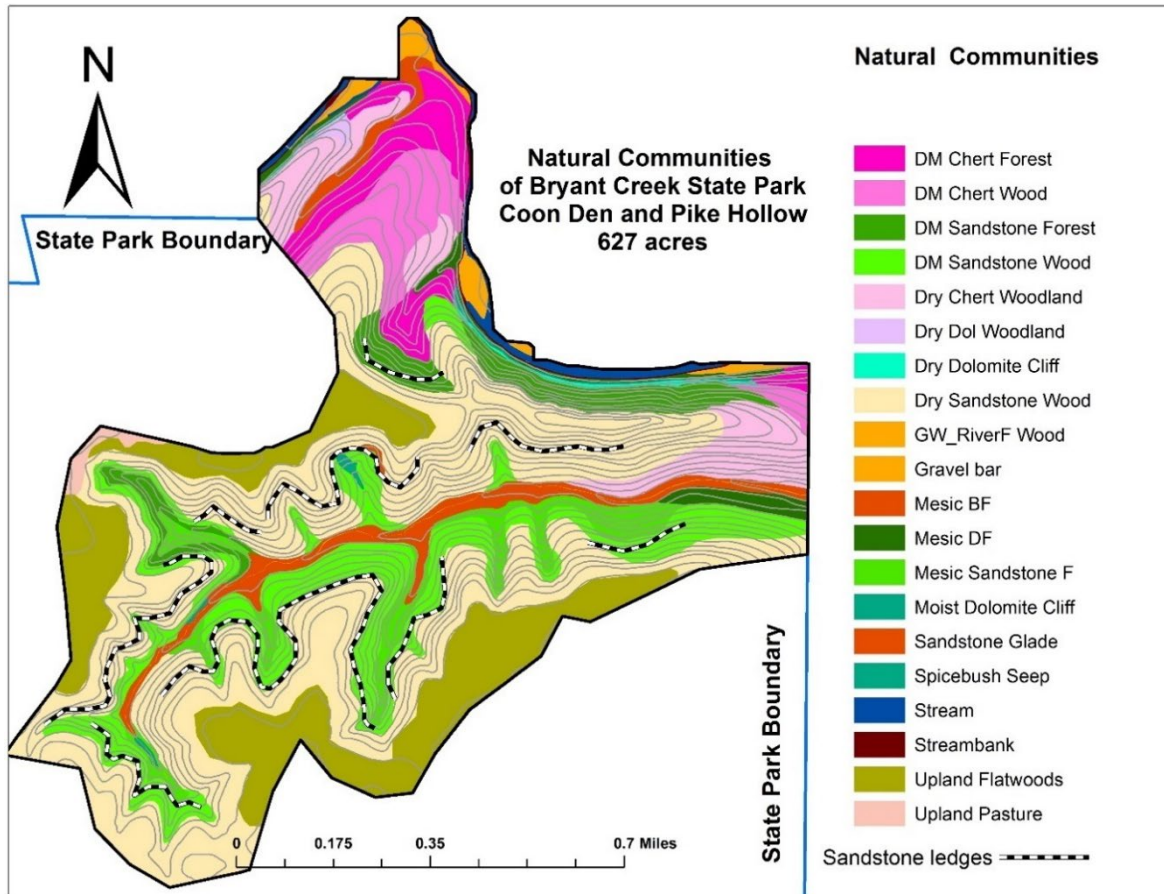 N
Natural Communities
of Bryant Creek State Park
Coon Den and Pike Hollow
627 acres
State Park Boundary
State Park Boundary
0
0.175
0.35
0.7 Miles
Natural Communities
DM Chert Forest
DM Chert Wood
DM Sandstone Forest
DM Sandstone Wood
Dry Chert Woodland
Dry Dol Woodland
Dry Dolomite Cliff
Dry Sandstone Wood
GW_RiverF Wood
Gravel bar
Mesic BF
Mesic DF
Mesic Sandstone F
Moist Dolomite Cliff
Sandstone Glade
Spicebush Seep
Stream
Streambank
Upland Flatwoods
Upland Pasture
Sandstone ledges